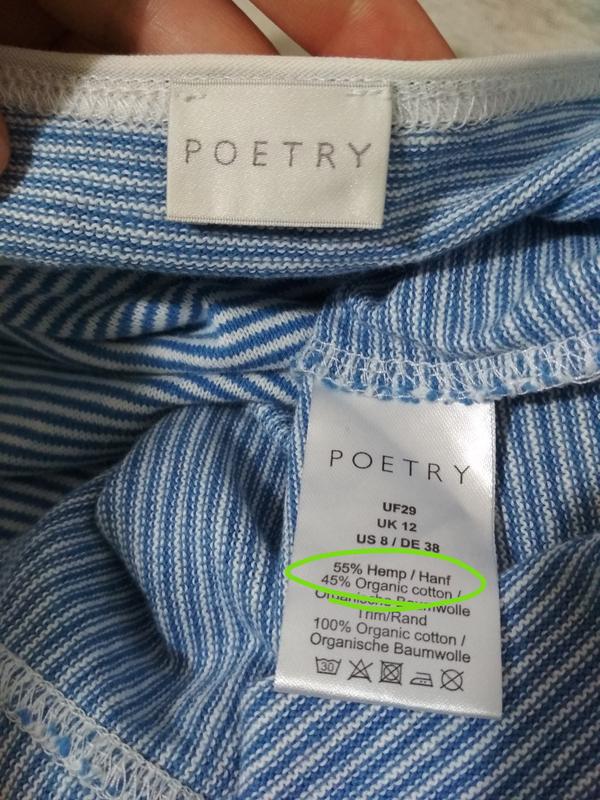 POETRY
POETRY
UF29
UK 12
US 8 / DE 38
55% Hemp / Hanf
45% Organic cotton /
Organische Baumwolle
Trim/Rand
100% Organic cotton /
Organische Baumwolle
30